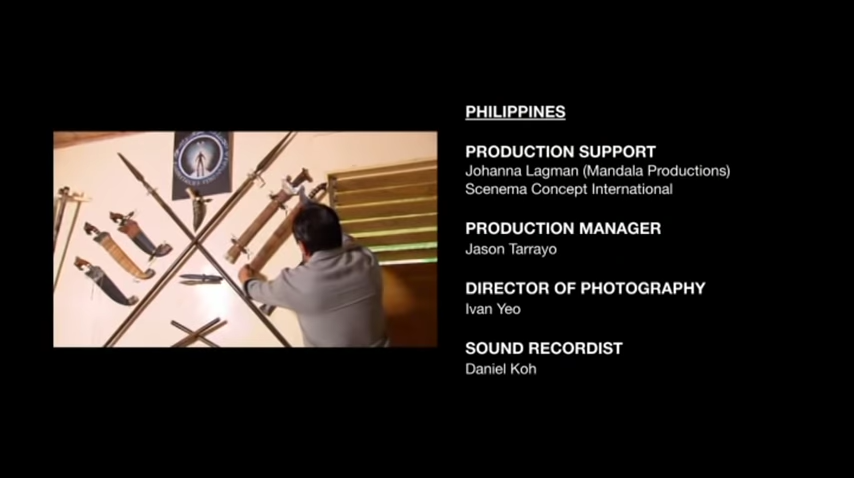 PHILIPPINES
PRODUCTION SUPPORT
Johanna Lagman (Mandala Productions)
Scenema Concept International
PRODUCTION MANAGER
Jason Tarrayo
DIRECTOR OF PHOTOGRAPHY
Ivan Yeo
SOUND RECORDIST
Daniel Koh